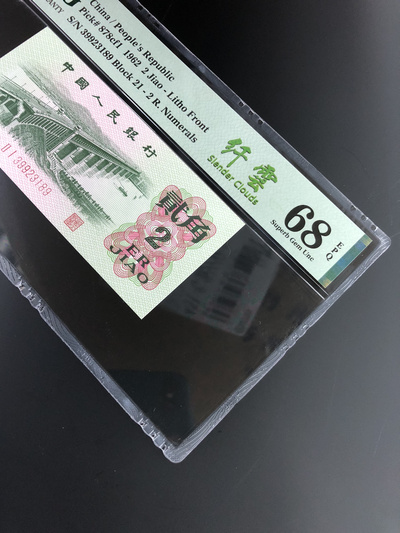 China / People's Republic
Pick# 878cf1 1962 2 Jiao - Litho Front
S/N 39923189 Block 21 - 2 R. Numerals
纤雲
Slender Clouds
68
EPQ
Superb Gem Unc
中國人民銀行
II I 39923189
貳角
2
ER
JIAO